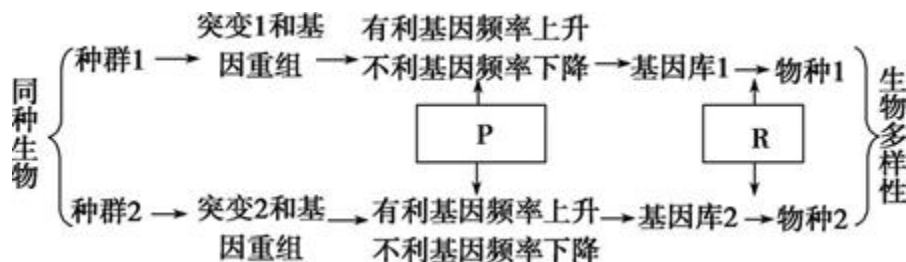 同种生物
种群1
突变1和基
因重组
有利基因频率上升
不利基因频率下降
基因库1
物种1
P
R
种群2
突变2和基
因重组
有利基因频率上升
不利基因频率下降
基因库2
物种2
生物多样性